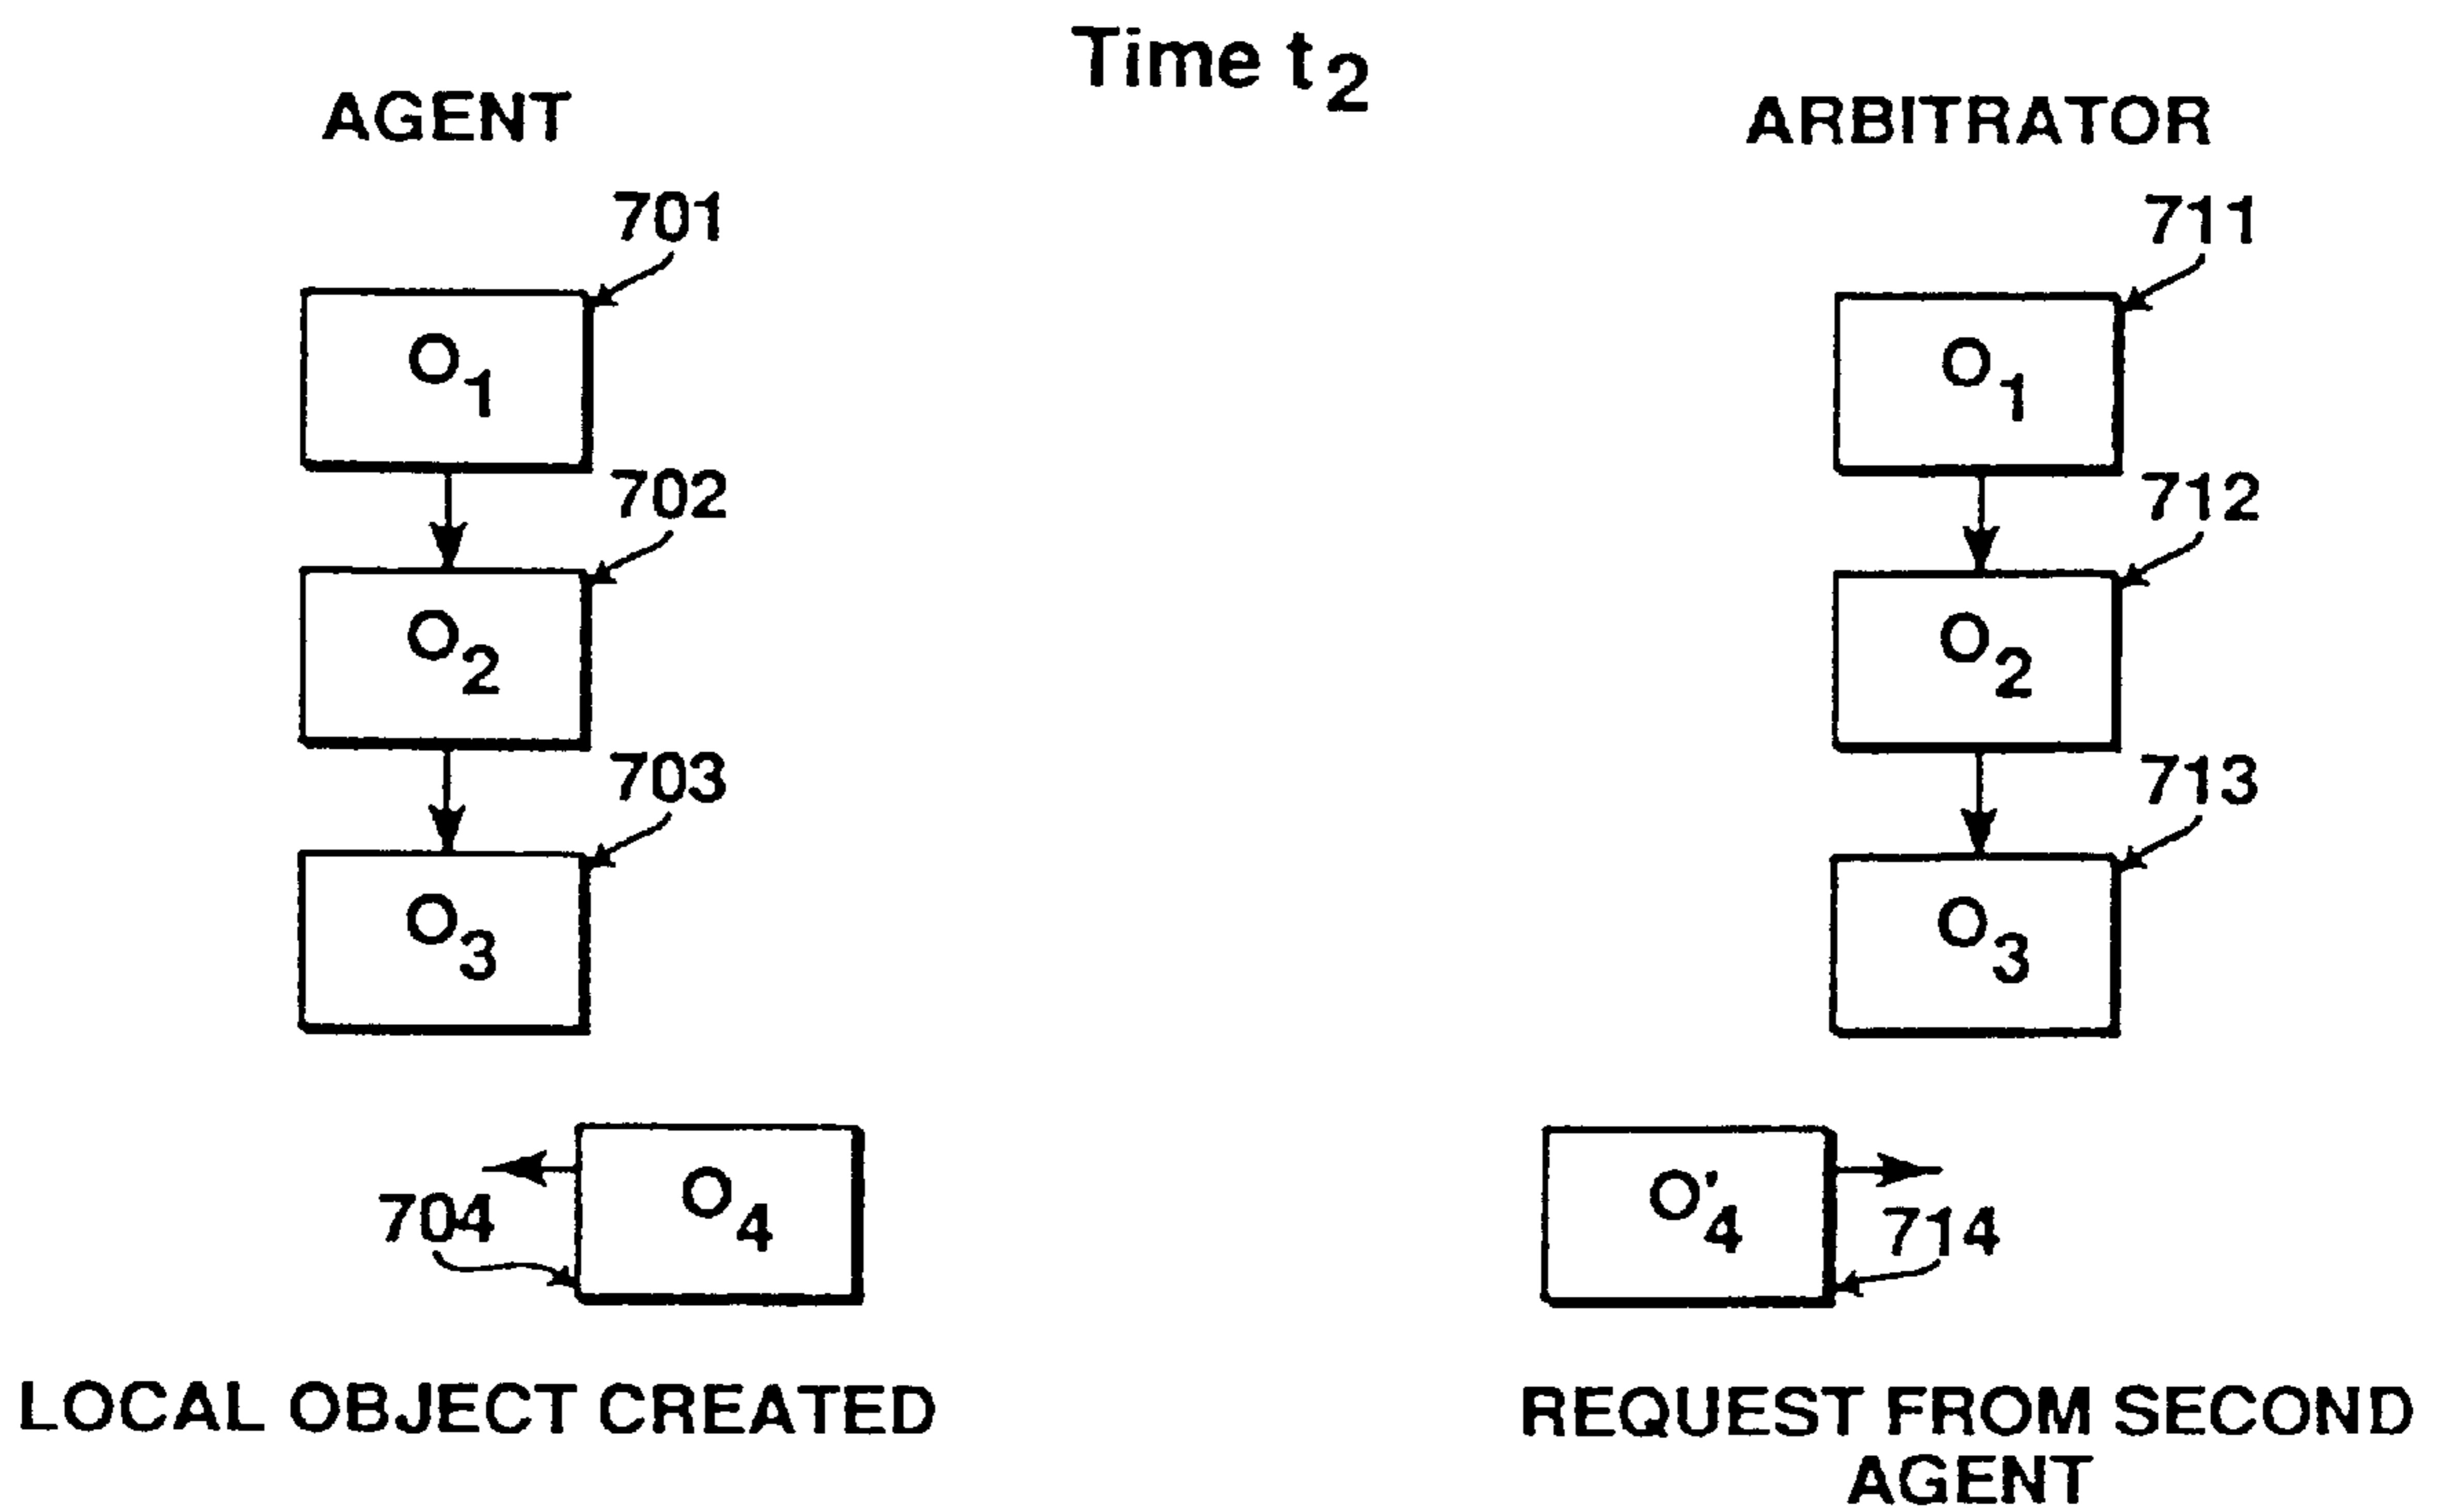 Time t2
AGENT
ARBITRATOR
701
711
O1
O1
702
712
O2
O2
703
713
O3
O3
704
O4
O'4
714
LOCAL OBJECT CREATED
REQUEST FROM SECOND
AGENT